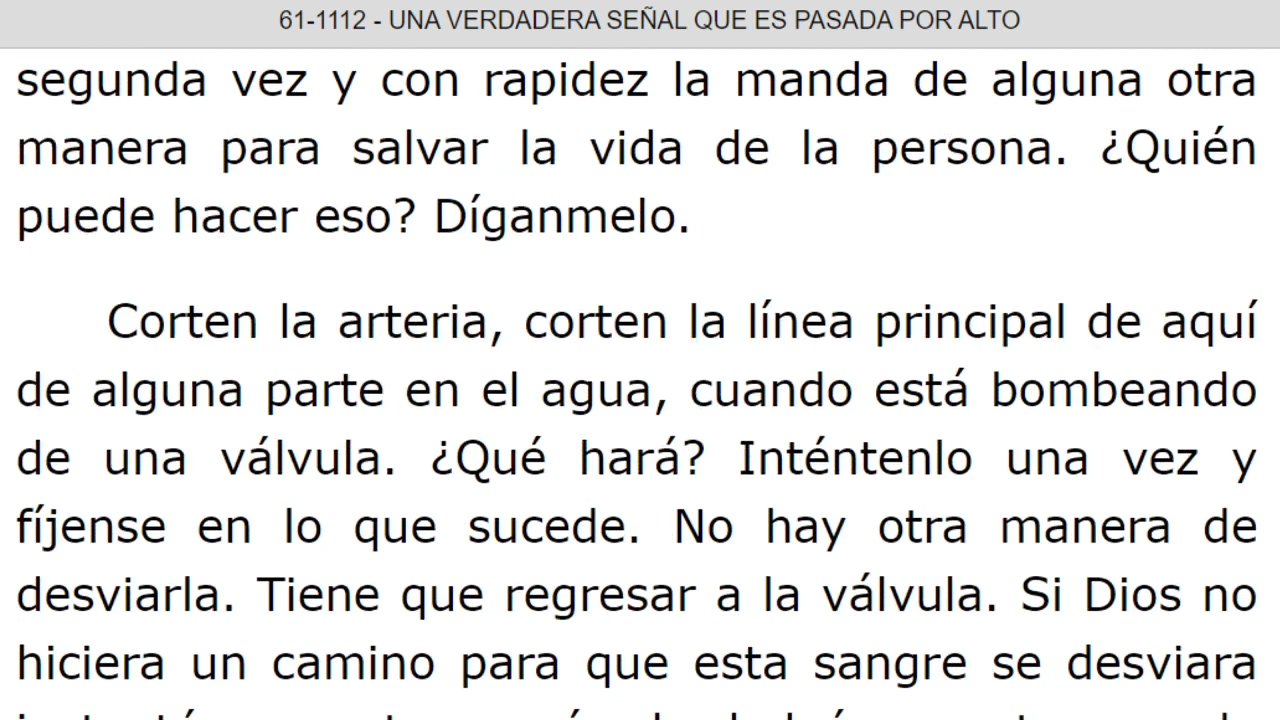 61-1112 - UNA VERDADERA SEÑAL QUE ES PASADA POR ALTO
segunda vez y con rapidez la manda de alguna otra
manera para salvar la vida de la persona. ¿Quién
puede hacer eso? Díganmelo.
Corten la arteria, corten la línea principal de aquí
de alguna parte en el agua, cuando está bombeando
de una válvula. ¿Qué hará? Inténtenlo una vez y
fíjense en lo que sucede. No hay otra manera de
desviarla. Tiene que regresar a la válvula. Si Dios no
hiciera un camino para que esta sangre se desviara